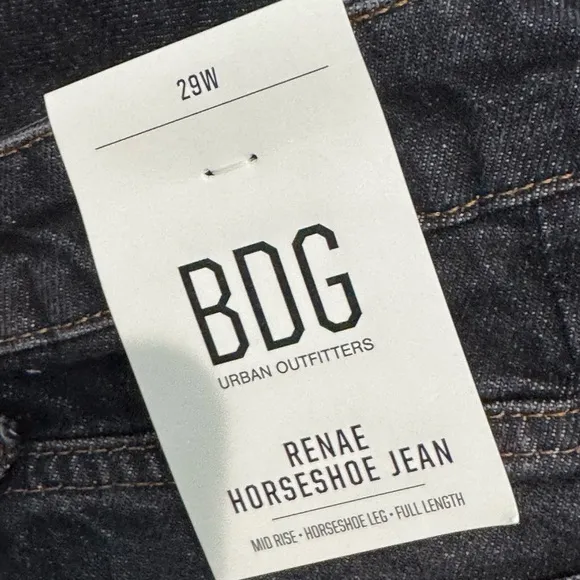 29W
BDG
URBAN OUTFITTERS
RENAE
HORSESHOE JEAN
MID RISE • HORSESHOE LEG • FULL LENGTH